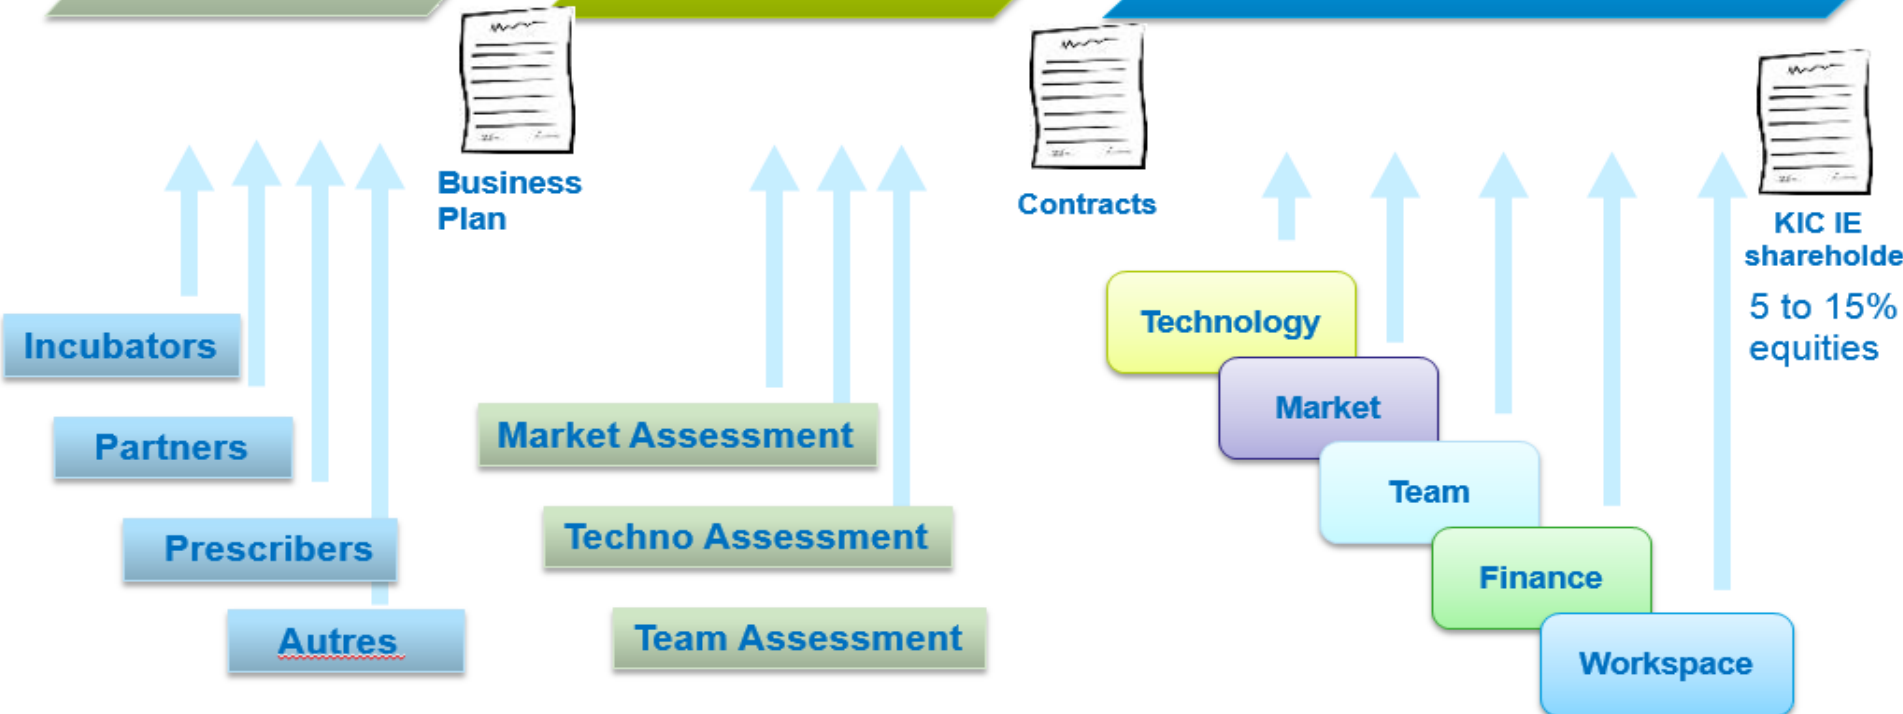 Business
Plan
Contracts
KIC IE
shareholde
5 to 15%
equities
Incubators
Partners
Prescribers
Autres
Market Assessment
Techno Assessment
Team Assessment
Technology
Market
Team
Finance
Workspace